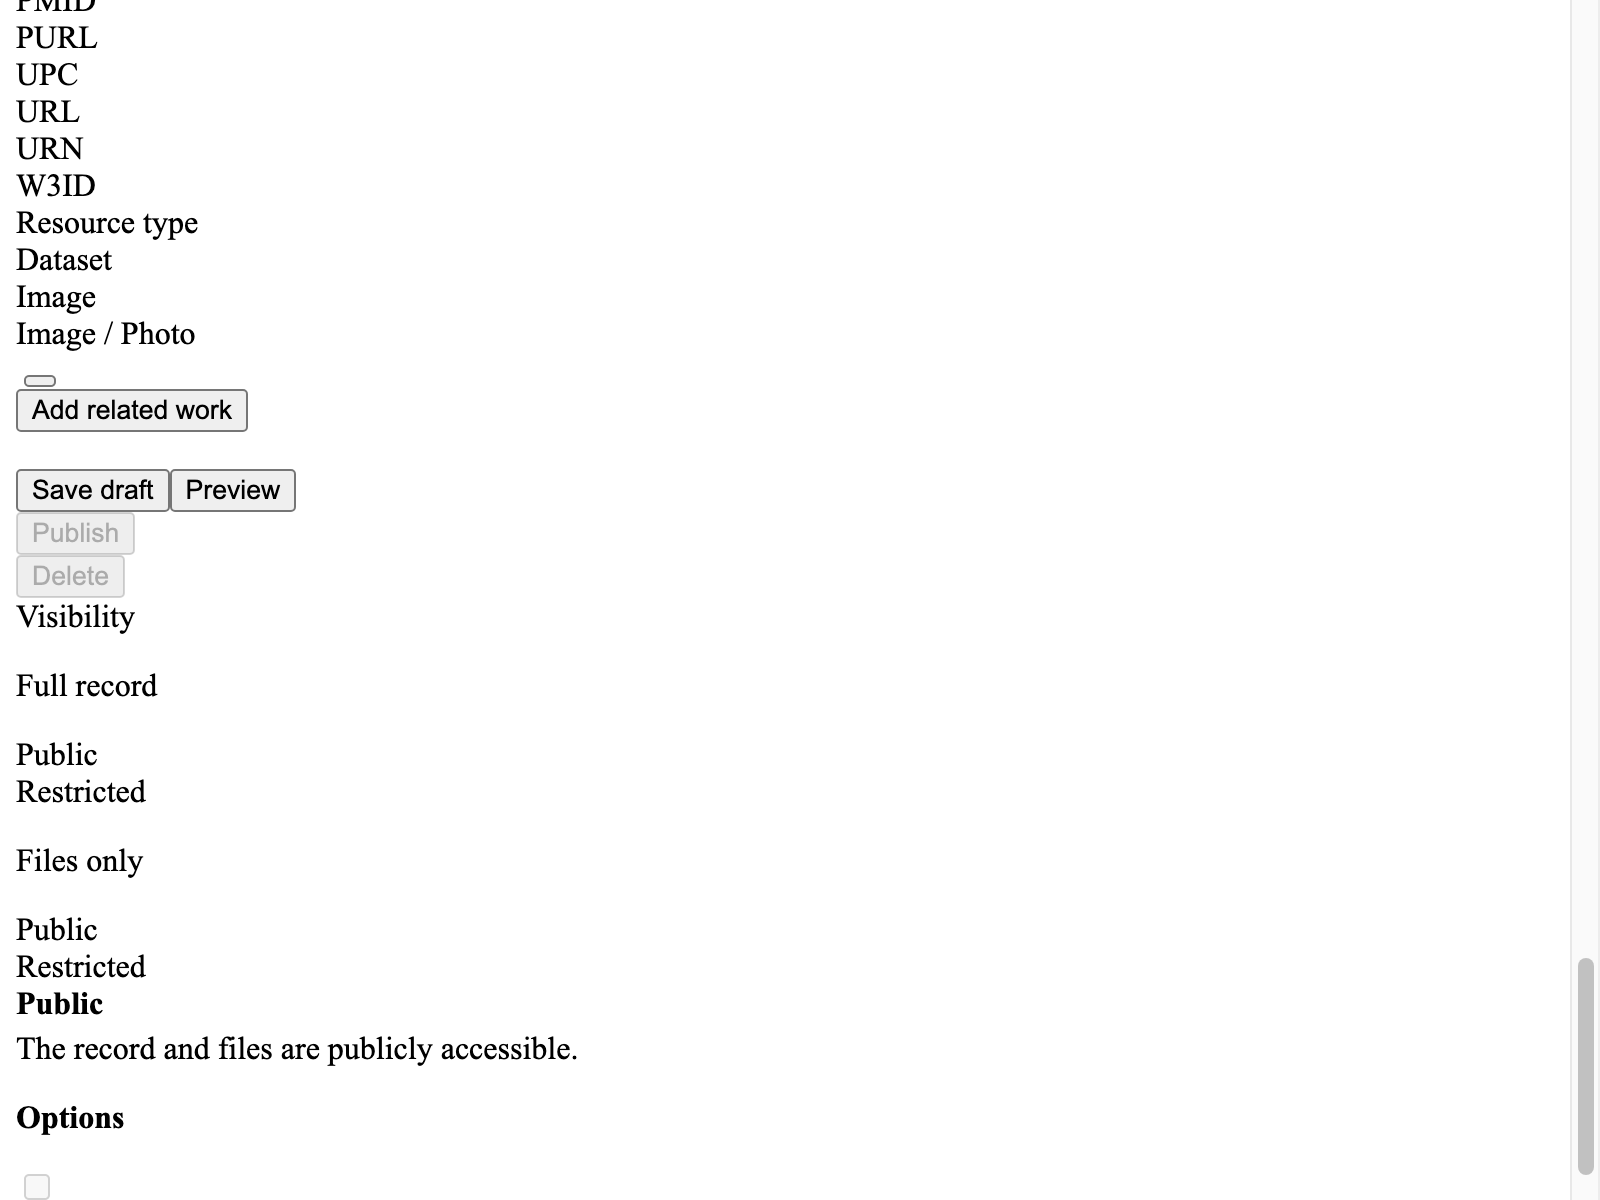 PMID
PURL
UPC
URL
URN
W3ID
Resource type
Dataset
Image
Image / Photo
Add related work
Save draft Preview
Publish
Delete
Visibility
Full record
Public
Restricted
Files only
Public
Restricted
Public
The record and files are publicly accessible.
Options